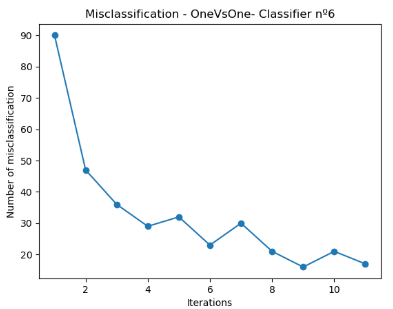 Misclassification - OneVsOne- Classifier nº6
90
80
70
60
50
40
30
20
Number of misclassification
2 4 6 8 10
Iterations